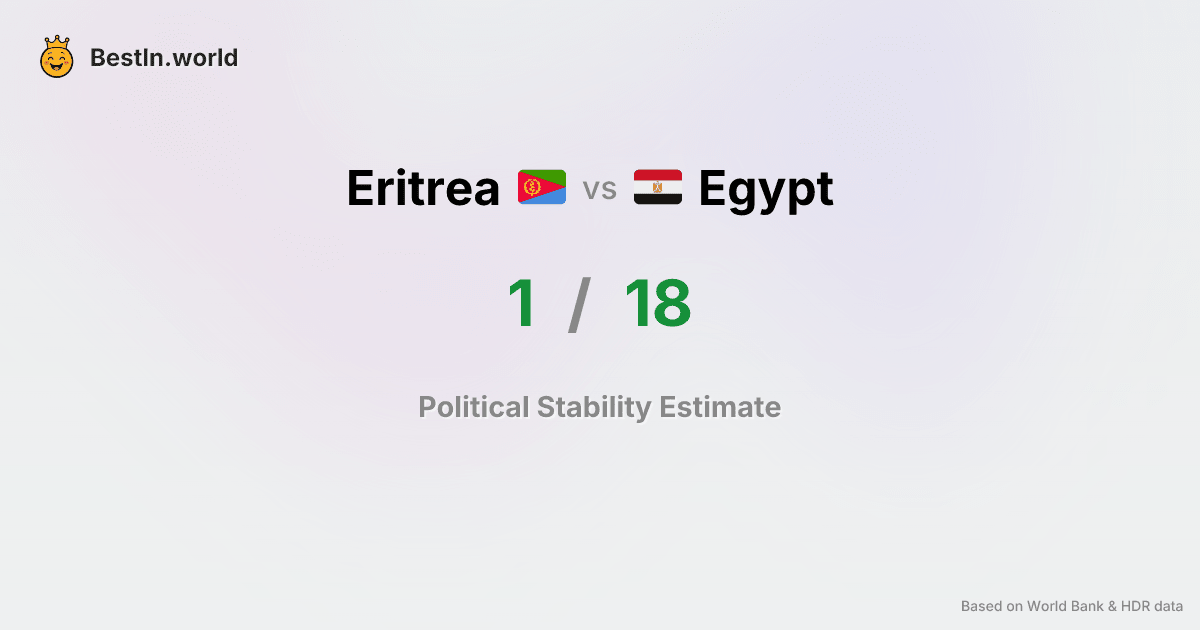 BestIn.world
Eritrea vs Egypt
1 / 18
Political Stability Estimate
Based on World Bank & HDR data